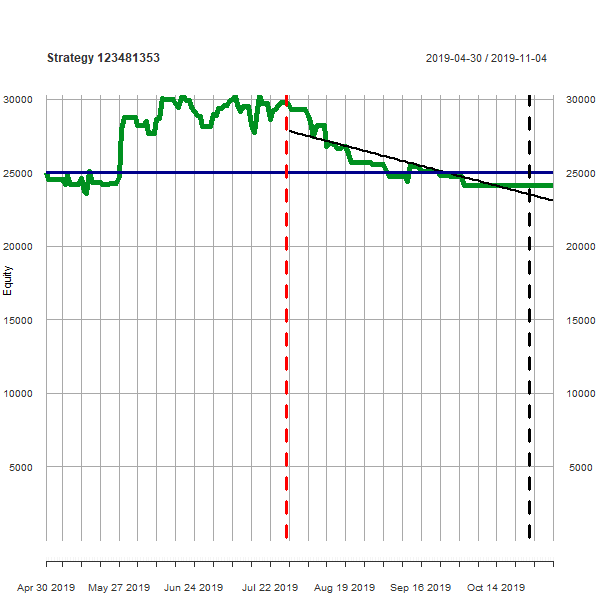 Strategy 123481353
2019-04-30 / 2019-11-04
30000
30000
25000
25000
20000
20000
Equity
15000
15000
10000
10000
5000
5000
Apr 30 2019
May 27 2019
Jun 24 2019
Jul 22 2019
Aug 19 2019
Sep 16 2019
Oct 14 2019